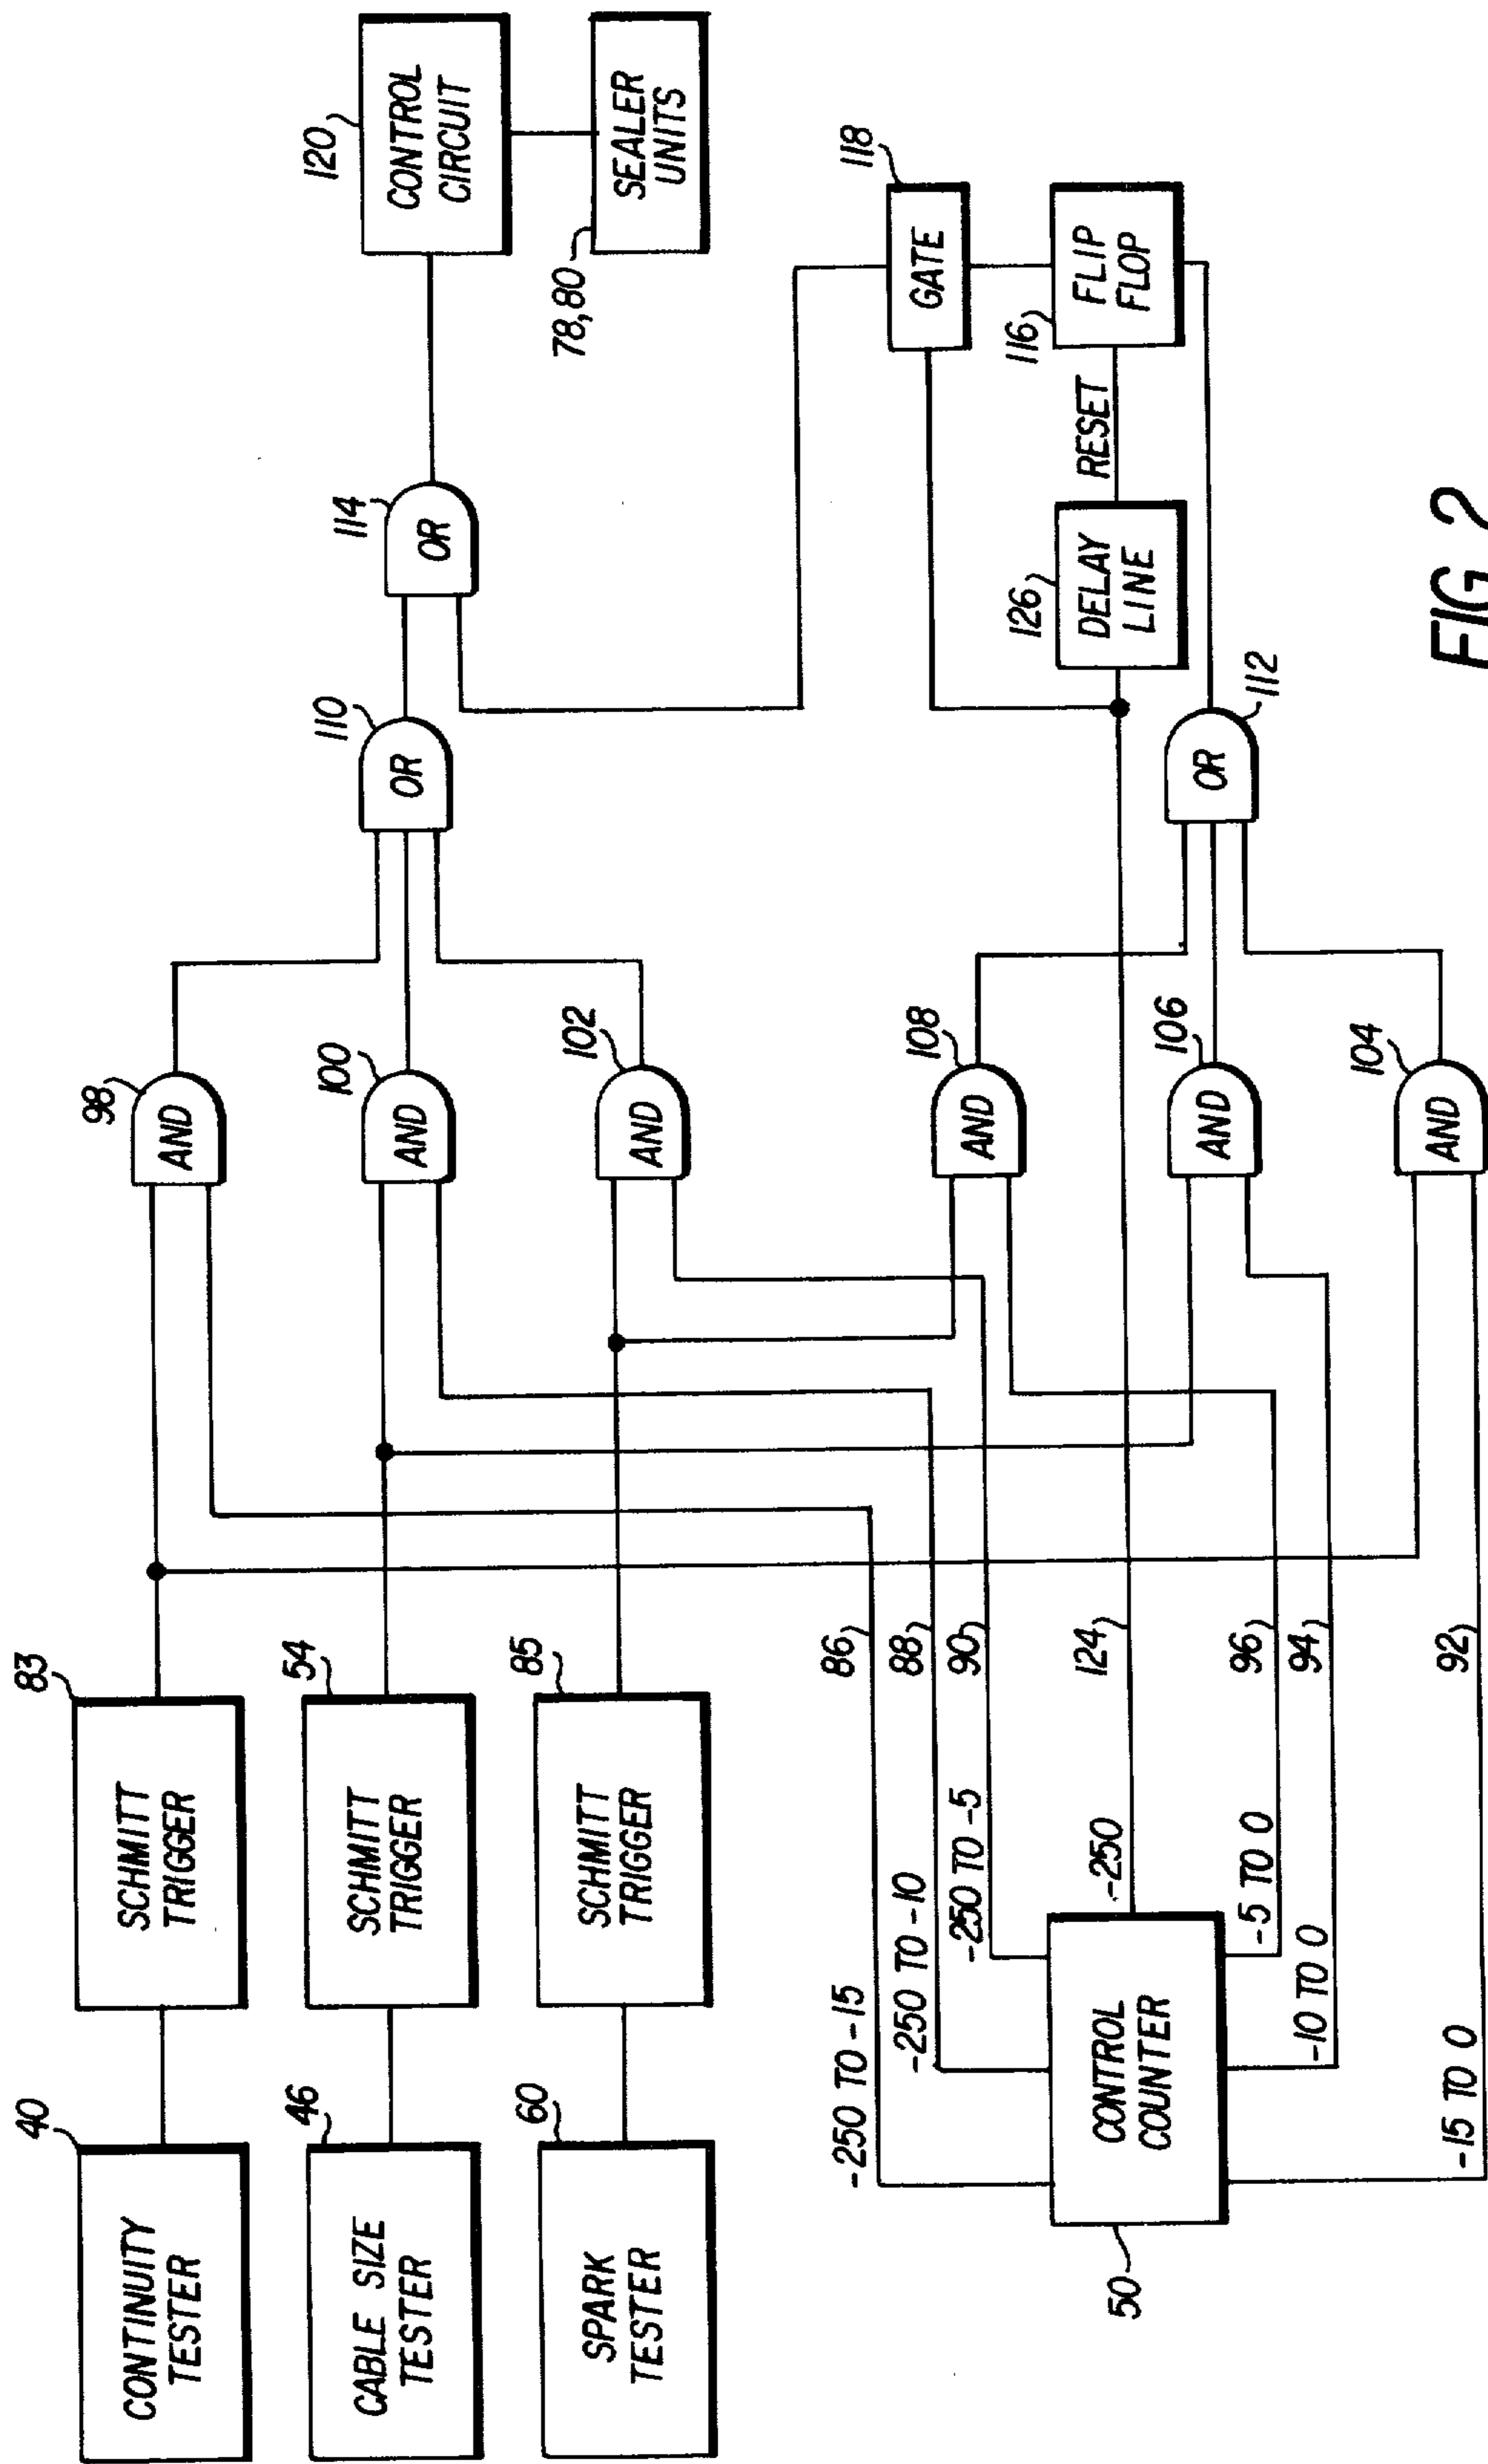 40
CONTINUITY
TESTER
83
SCHMITT
TRIGGER
98
AND
46
CABLE SIZE
TESTER
54
SCHMITT
TRIGGER
100
AND
110
OR
114
OR
120
CONTROL
CIRCUIT
60
SPARK
TESTER
85
SCHMITT
TRIGGER
102
AND
78,80
SEALER
UNITS
-250 TO -15
86
-250 TO -10
88
-250 TO -5
90
108
AND
118
GATE
50
CONTROL
COUNTER
-250
124
126
DELAY
LINE
RESET
116
FLIP
FLOP
-5 TO 0
96
106
AND
OR
112
-10 TO 0
94
-15 TO 0
92
104
AND
FIG 2